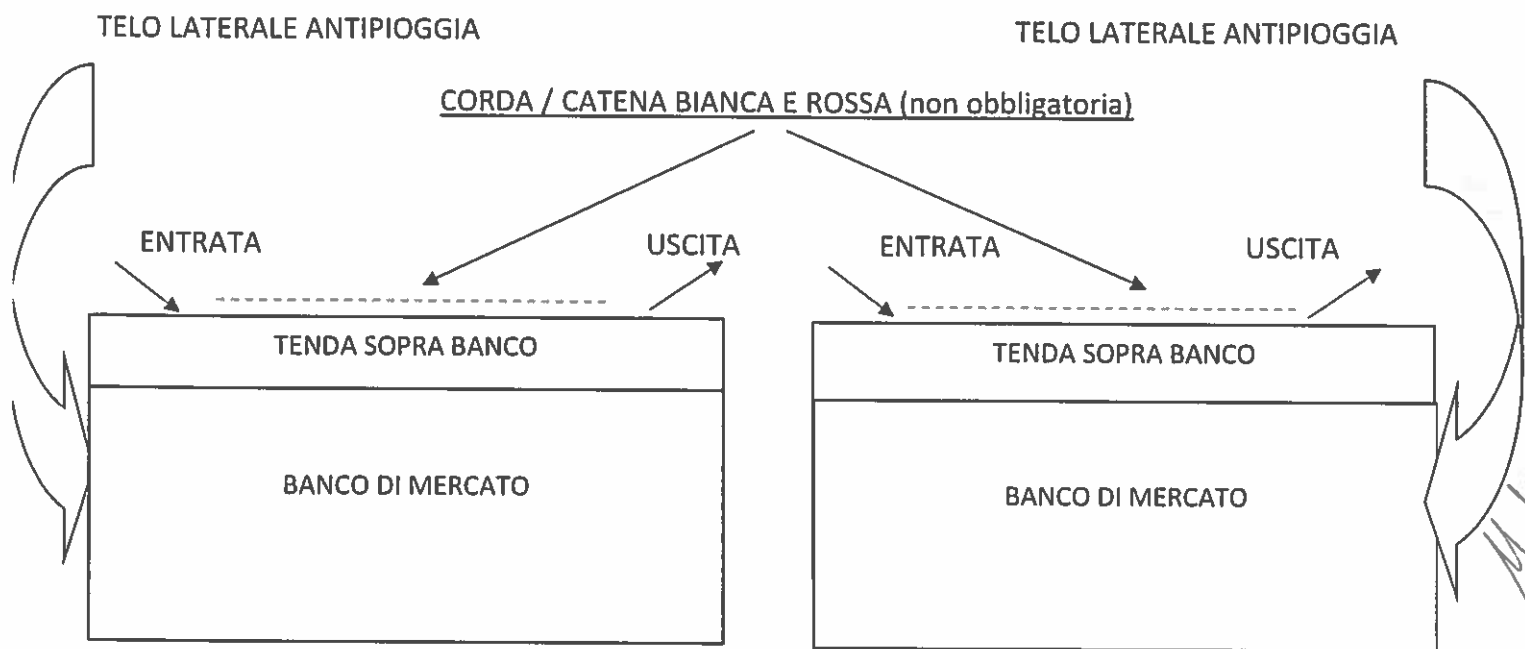 TELO LATERALE ANTIPIOGGIA
TELO LATERALE ANTIPIOGGIA
CORDA / CATENA BIANCA E ROSSA (non obbligatoria)
ENTRATA
USCITA
ENTRATA
USCITA
TENDA SOPRA BANCO
TENDA SOPRA BANCO
BANCO DI MERCATO
BANCO DI MERCATO